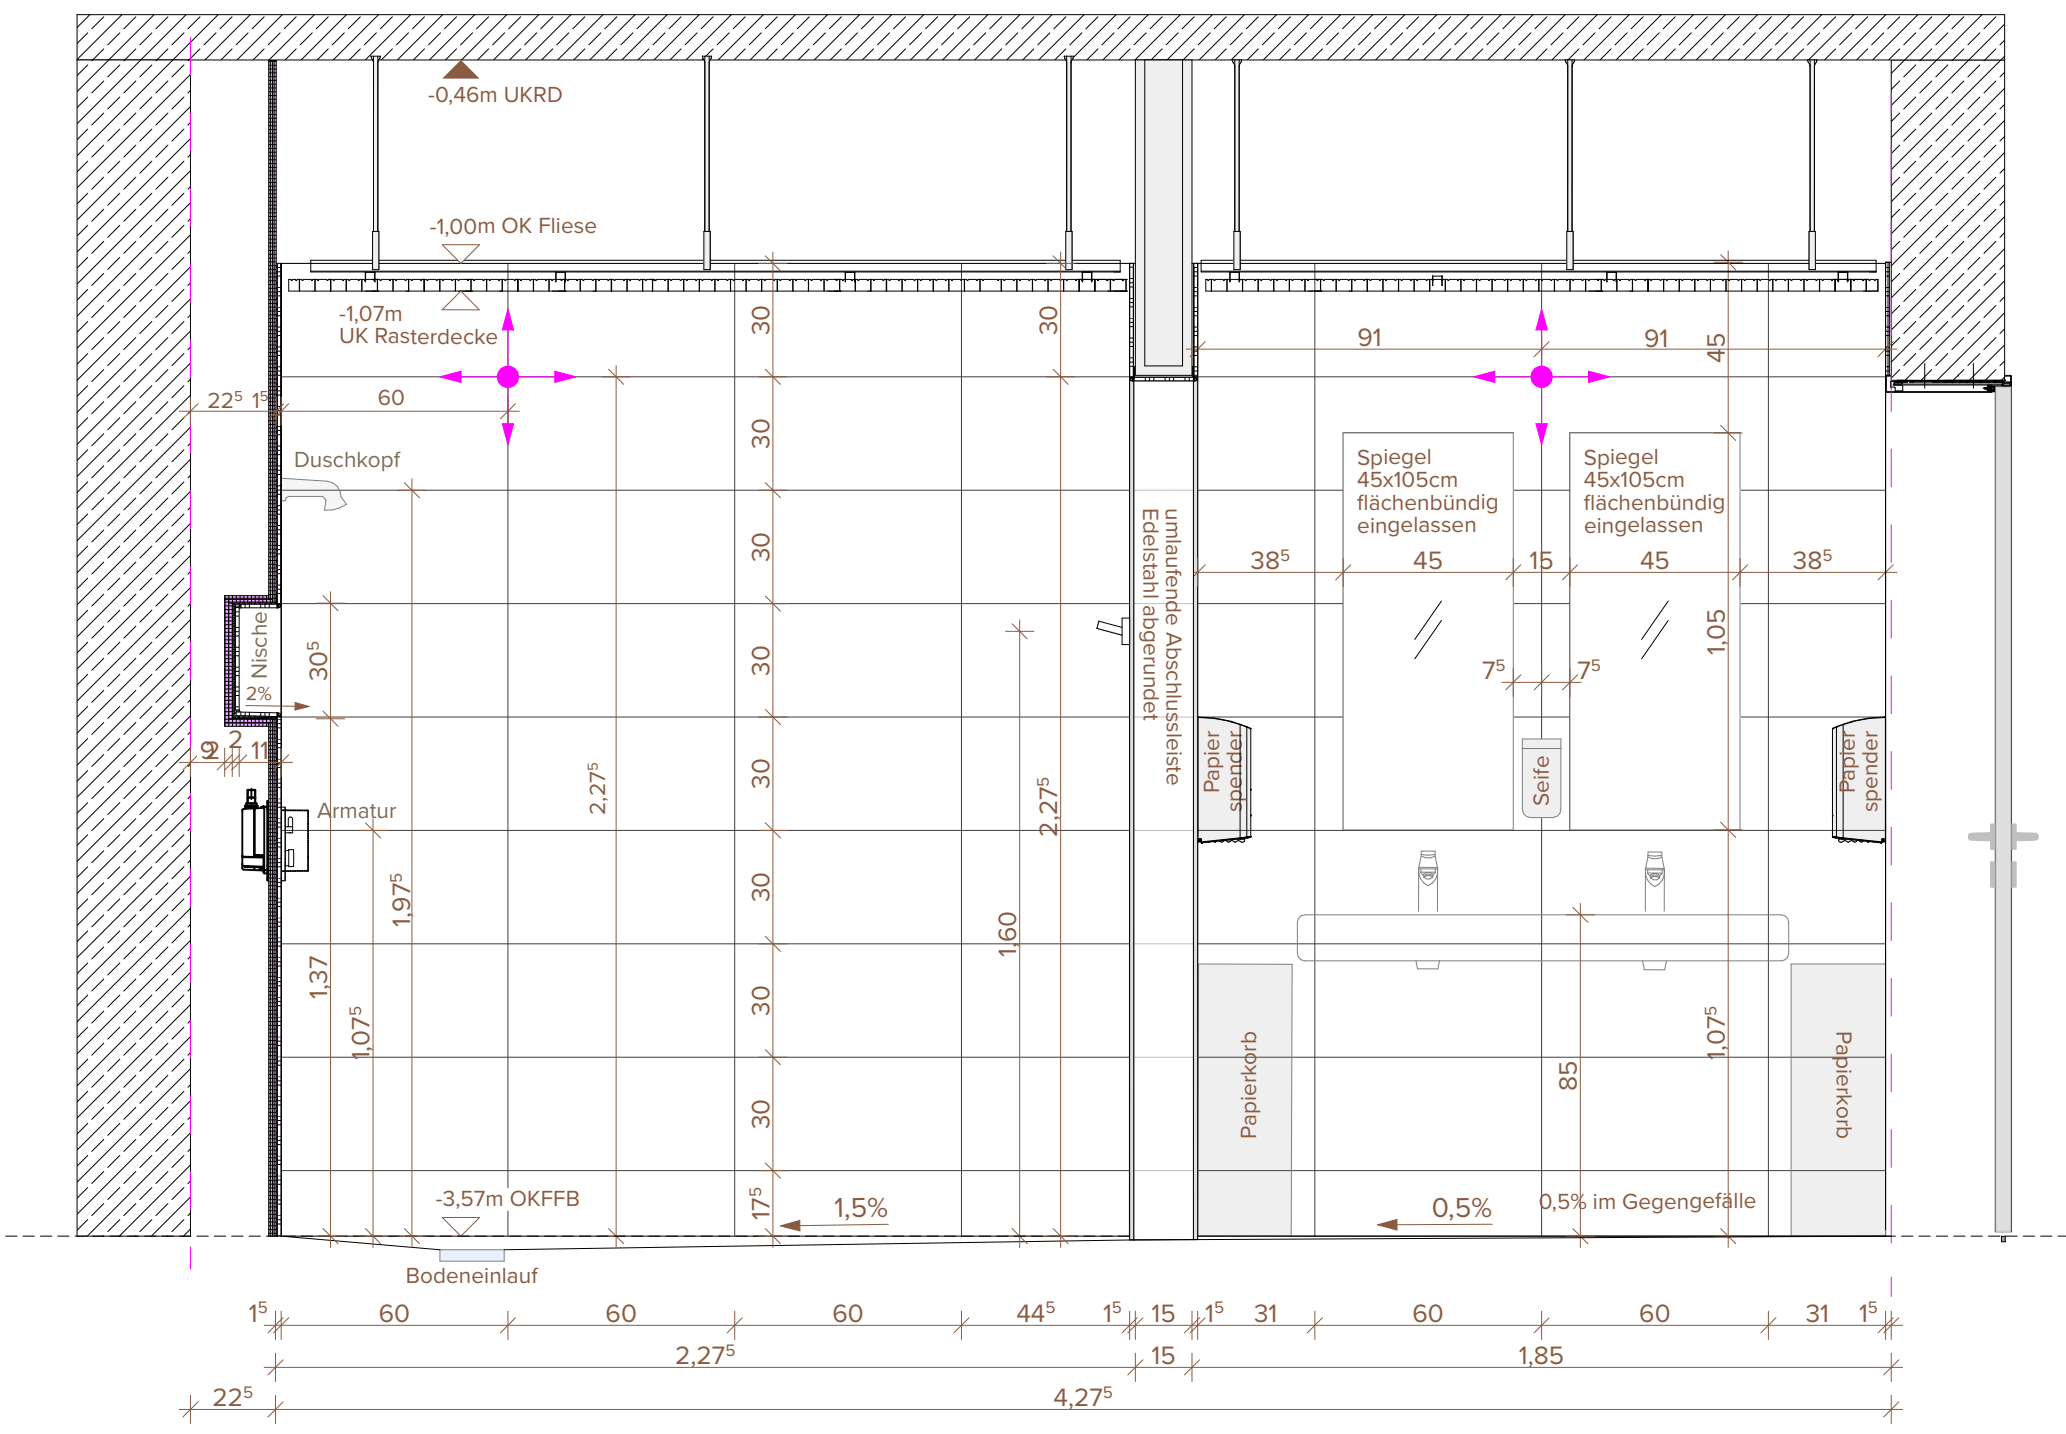 -0,46m UKRD
-1,00m OK Fliese
-1,07m
UK Rasterdecke
30
30
45
91
91
22⁵
1⁵
60
30
Duschkopf
Spiegel
45x105cm
flächenbündig
eingelassen
Spiegel
45x105cm
flächenbündig
eingelassen
umlaufende Abschlussleiste
Edelstahl abgerundet
30
38⁵
45
15
45
38⁵
Nische
2%
30⁵
30
1,05
7⁵
7⁵
9
2
2
11
Armatur
2,27⁵
30
2,27⁵
Papier
spender
Seife
Papier
spender
1,97⁵
30
1,60
1,37
1,07⁵
30
85
1,07⁵
Papierkorb
Papierkorb
30
17⁵
-3,57m OKFFB
1,5%
0,5%
0,5% im Gegengefälle
Bodeneinlauf
1⁵
60
60
60
44⁵
1⁵
15
1⁵
31
60
60
31
1⁵
2,27⁵
15
1,85
22⁵
4,27⁵